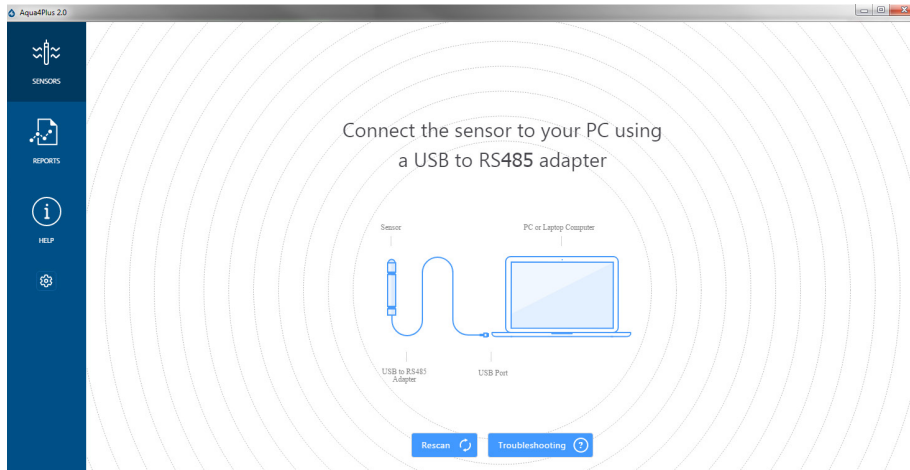 Aqua4Plus 2.0
SENSORS
REPORTS
HELP
Connect the sensor to your PC using
a USB to RS485 adapter
Sensor
PC or Laptop Computer
USB to RS485
Adapter
USB Port
Rescan
Troubleshooting